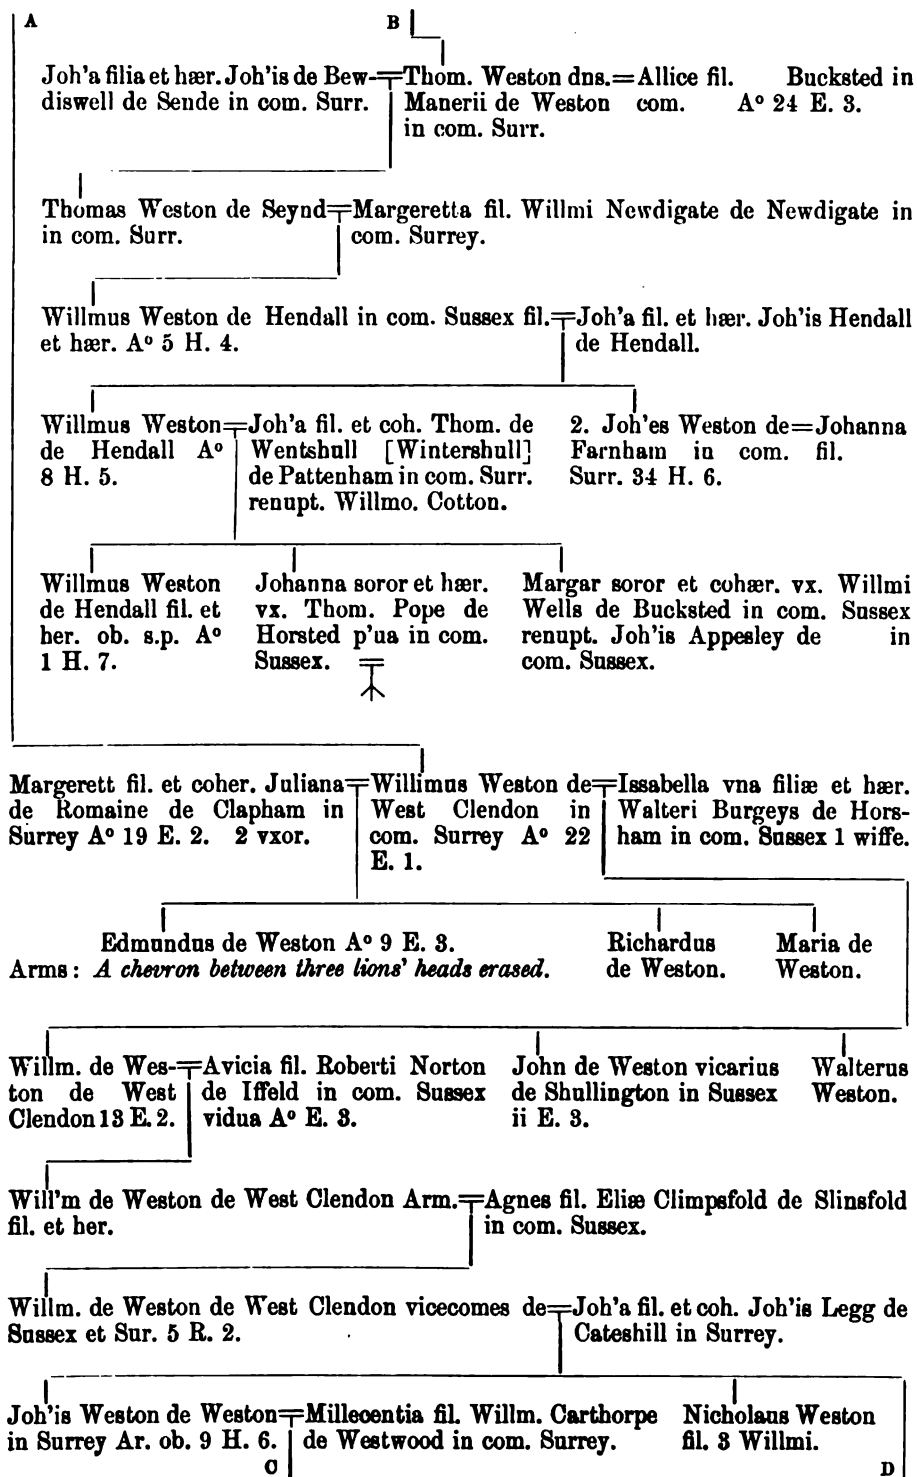 A
B
Joh'a filia et hær. Joh'is de Bew-=Thom. Weston dns.=Allice fil. Bucksted in
diswell de Sende in com. Surr. Manerii de Weston com. Aº 24 E. 3.
in com. Surr.
Thomas Weston de Seynd=Margeretta fil. Willmi Newdigate de Newdigate in
in com. Surr. com. Surrey.
Willmus Weston de Hendall in com. Sussex fil.=Joh'a fil. et hær. Joh'is Hendall
et hær. Aº 5 H. 4. de Hendall.
Willmus Weston=Joh'a fil. et coh. Thom. de 2. Joh'es Weston de=Johanna
de Hendall Aº Wentshull [Wintershull] Farnham in com. fil.
8 H. 5. de Pattenham in com. Surr. Surr. 34 H. 6.
renupt. Willmo. Cotton.
Willmus Weston Johanna soror et hær. Margar soror et cohær. vx. Willmi
de Hendall fil. et vx. Thom. Pope de Wells de Bucksted in com. Sussex
her. ob. s.p. Aº Horsted p'ua in com. renupt. Joh'is Appesley de in
1 H. 7. Sussex. com. Sussex.
Margerett fil. et coher. Juliana=Willimus Weston de=Issabella vna filiæ et hær.
de Romaine de Clapham in West Clendon in Walteri Burgeys de Hors-
Surrey Aº 19 E. 2. 2 vxor. com. Surrey Aº 22 ham in com. Sussex 1 wiffe.
E. 1.
Edmundus de Weston Aº 9 E. 3. Richardus Maria de
Arms: A chevron between three lions' heads erased. de Weston. Weston.
Willm. de Wes-=Avicia fil. Roberti Norton John de Weston vicarius Walterus
ton de West de Iffeld in com. Sussex de Shullington in Sussex Weston.
Clendon 13 E. 2. vidua Aº E. 3. ii E. 3.
Will'm de Weston de West Clendon Arm.=Agnes fil. Eliæ Climpsfold de Slinsfold
fil. et her. in com. Sussex.
Willm. de Weston de West Clendon vicecomes de=Joh'a fil. et coh. Joh'is Legg de
Sussex et Sur. 5 R. 2. Cateshill in Surrey.
Joh'is Weston de Weston=Millecentia fil. Willm. Carthorpe Nicholaus Weston
in Surrey Ar. ob. 9 H. 6. de Westwood in com. Surrey. fil. 3 Willmi.
C D